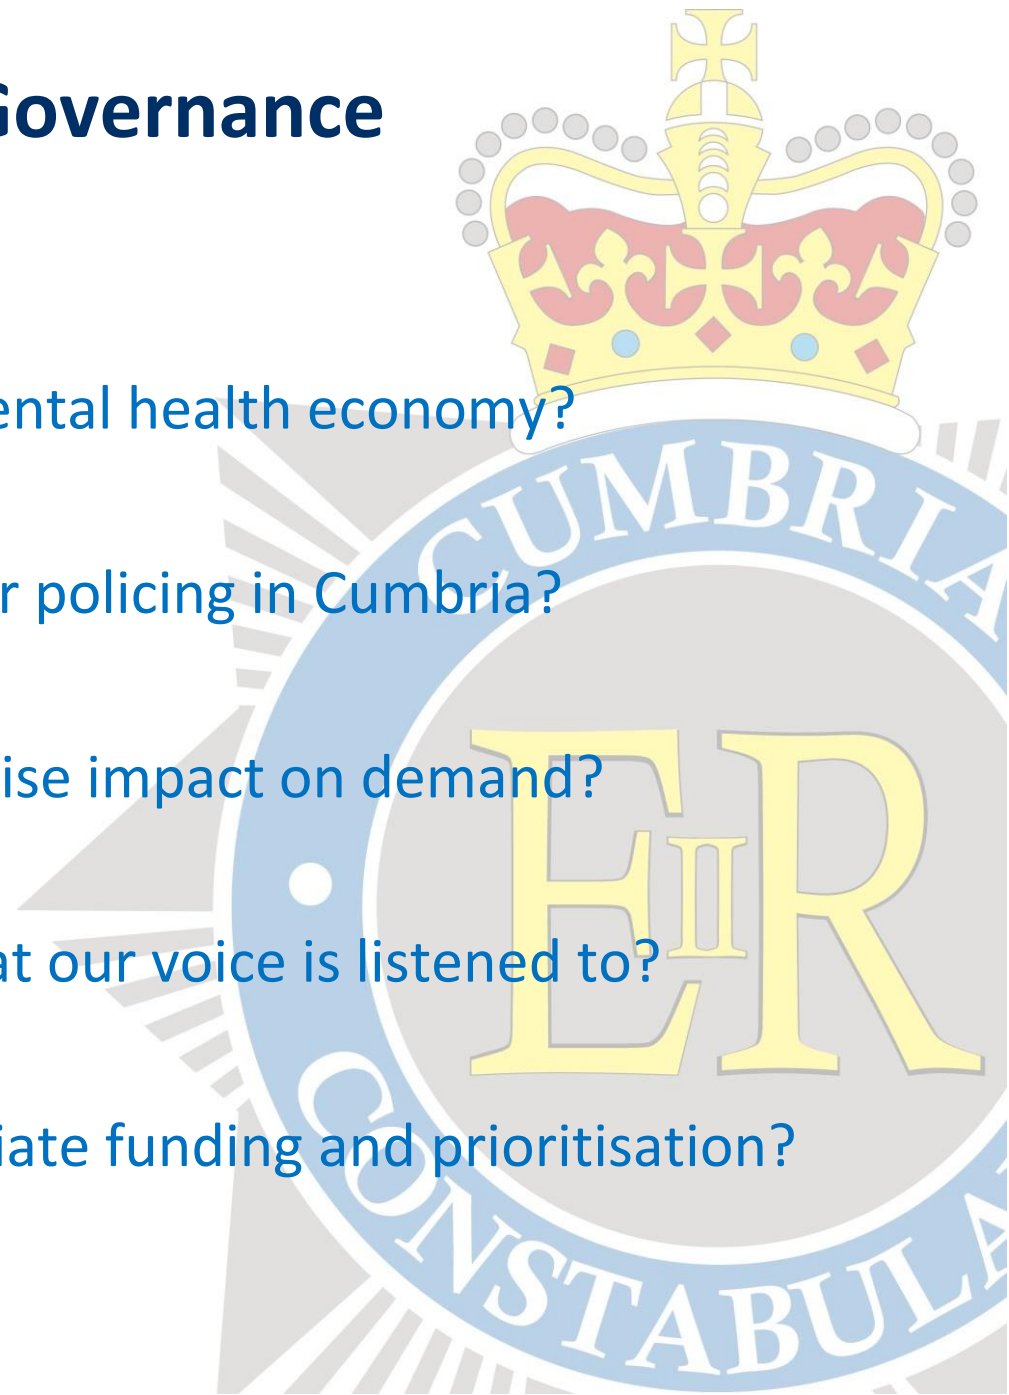 Governance
ental health economy?
r policing in Cumbria?
ise impact on demand?
at our voice is listened to?
iate funding and prioritisation?
CUMBRIA
EIIR
CONSTABULA